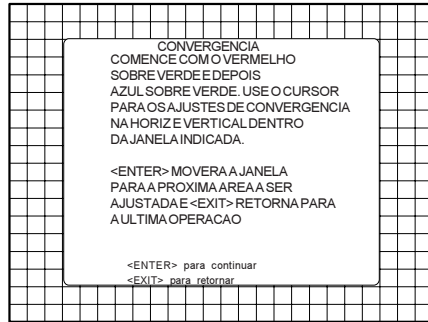 CONVERGENCIA
COMENCE COM O VERMELHO
SOBRE VERDE E DEPOIS
AZUL SOBRE VERDE. USE O CURSOR
PARA OS AJUSTES DE CONVERGENCIA
NA HORIZ E VERTICAL DENTRO
DA JANELA INDICADA.
<ENTER> MOVERA A JANELA
PARA A PROXIMA AREA A SER
AJUSTADA E <EXIT> RETORNA PARA
A ULTIMA OPERACAO
<ENTER> para continuar
<EXIT> para retornar